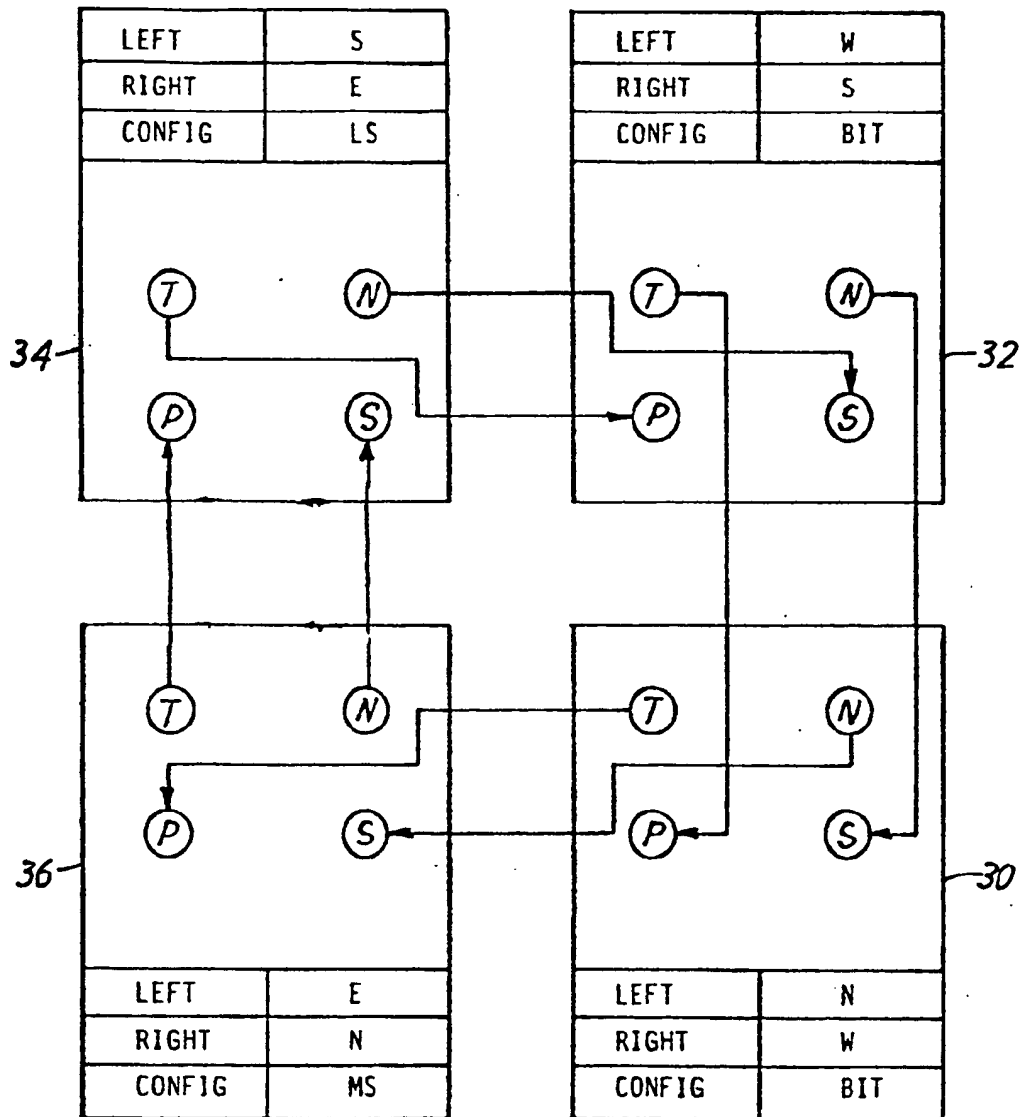 LEFT S
RIGHT E
CONFIG LS
LEFT W
RIGHT S
CONFIG BIT
T N T N
34 32
P S P S
T N T N
P S P S
36 30
LEFT E
RIGHT N
CONFIG MS
LEFT N
RIGHT W
CONFIG BIT